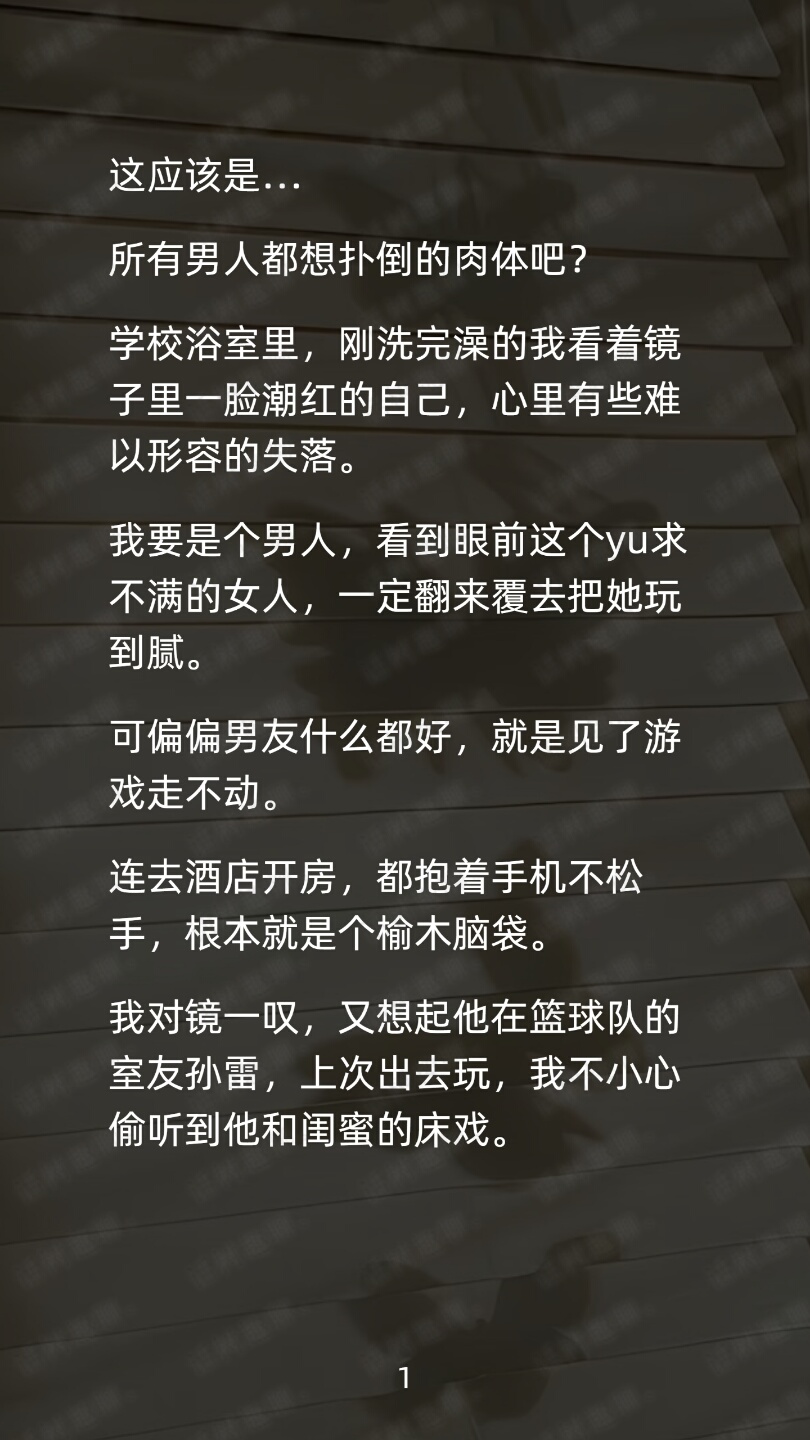 这应该是...
所有男人都想扑倒的肉体吧？
学校浴室里，刚洗完澡的我看着镜
子里一脸潮红的自己，心里有些难
以形容的失落。
我要是个男人，看到眼前这个yu求
不满的女人，一定翻来覆去把她玩
到腻。
可偏偏男友什么都好，就是见了游
戏走不动。
连去酒店开房，都抱着手机不松
手，根本就是个榆木脑袋。
我对镜一叹，又想起他在篮球队的
室友孙雷，上次出去玩，我不小心
偷听到他和闺蜜的床戏。
1